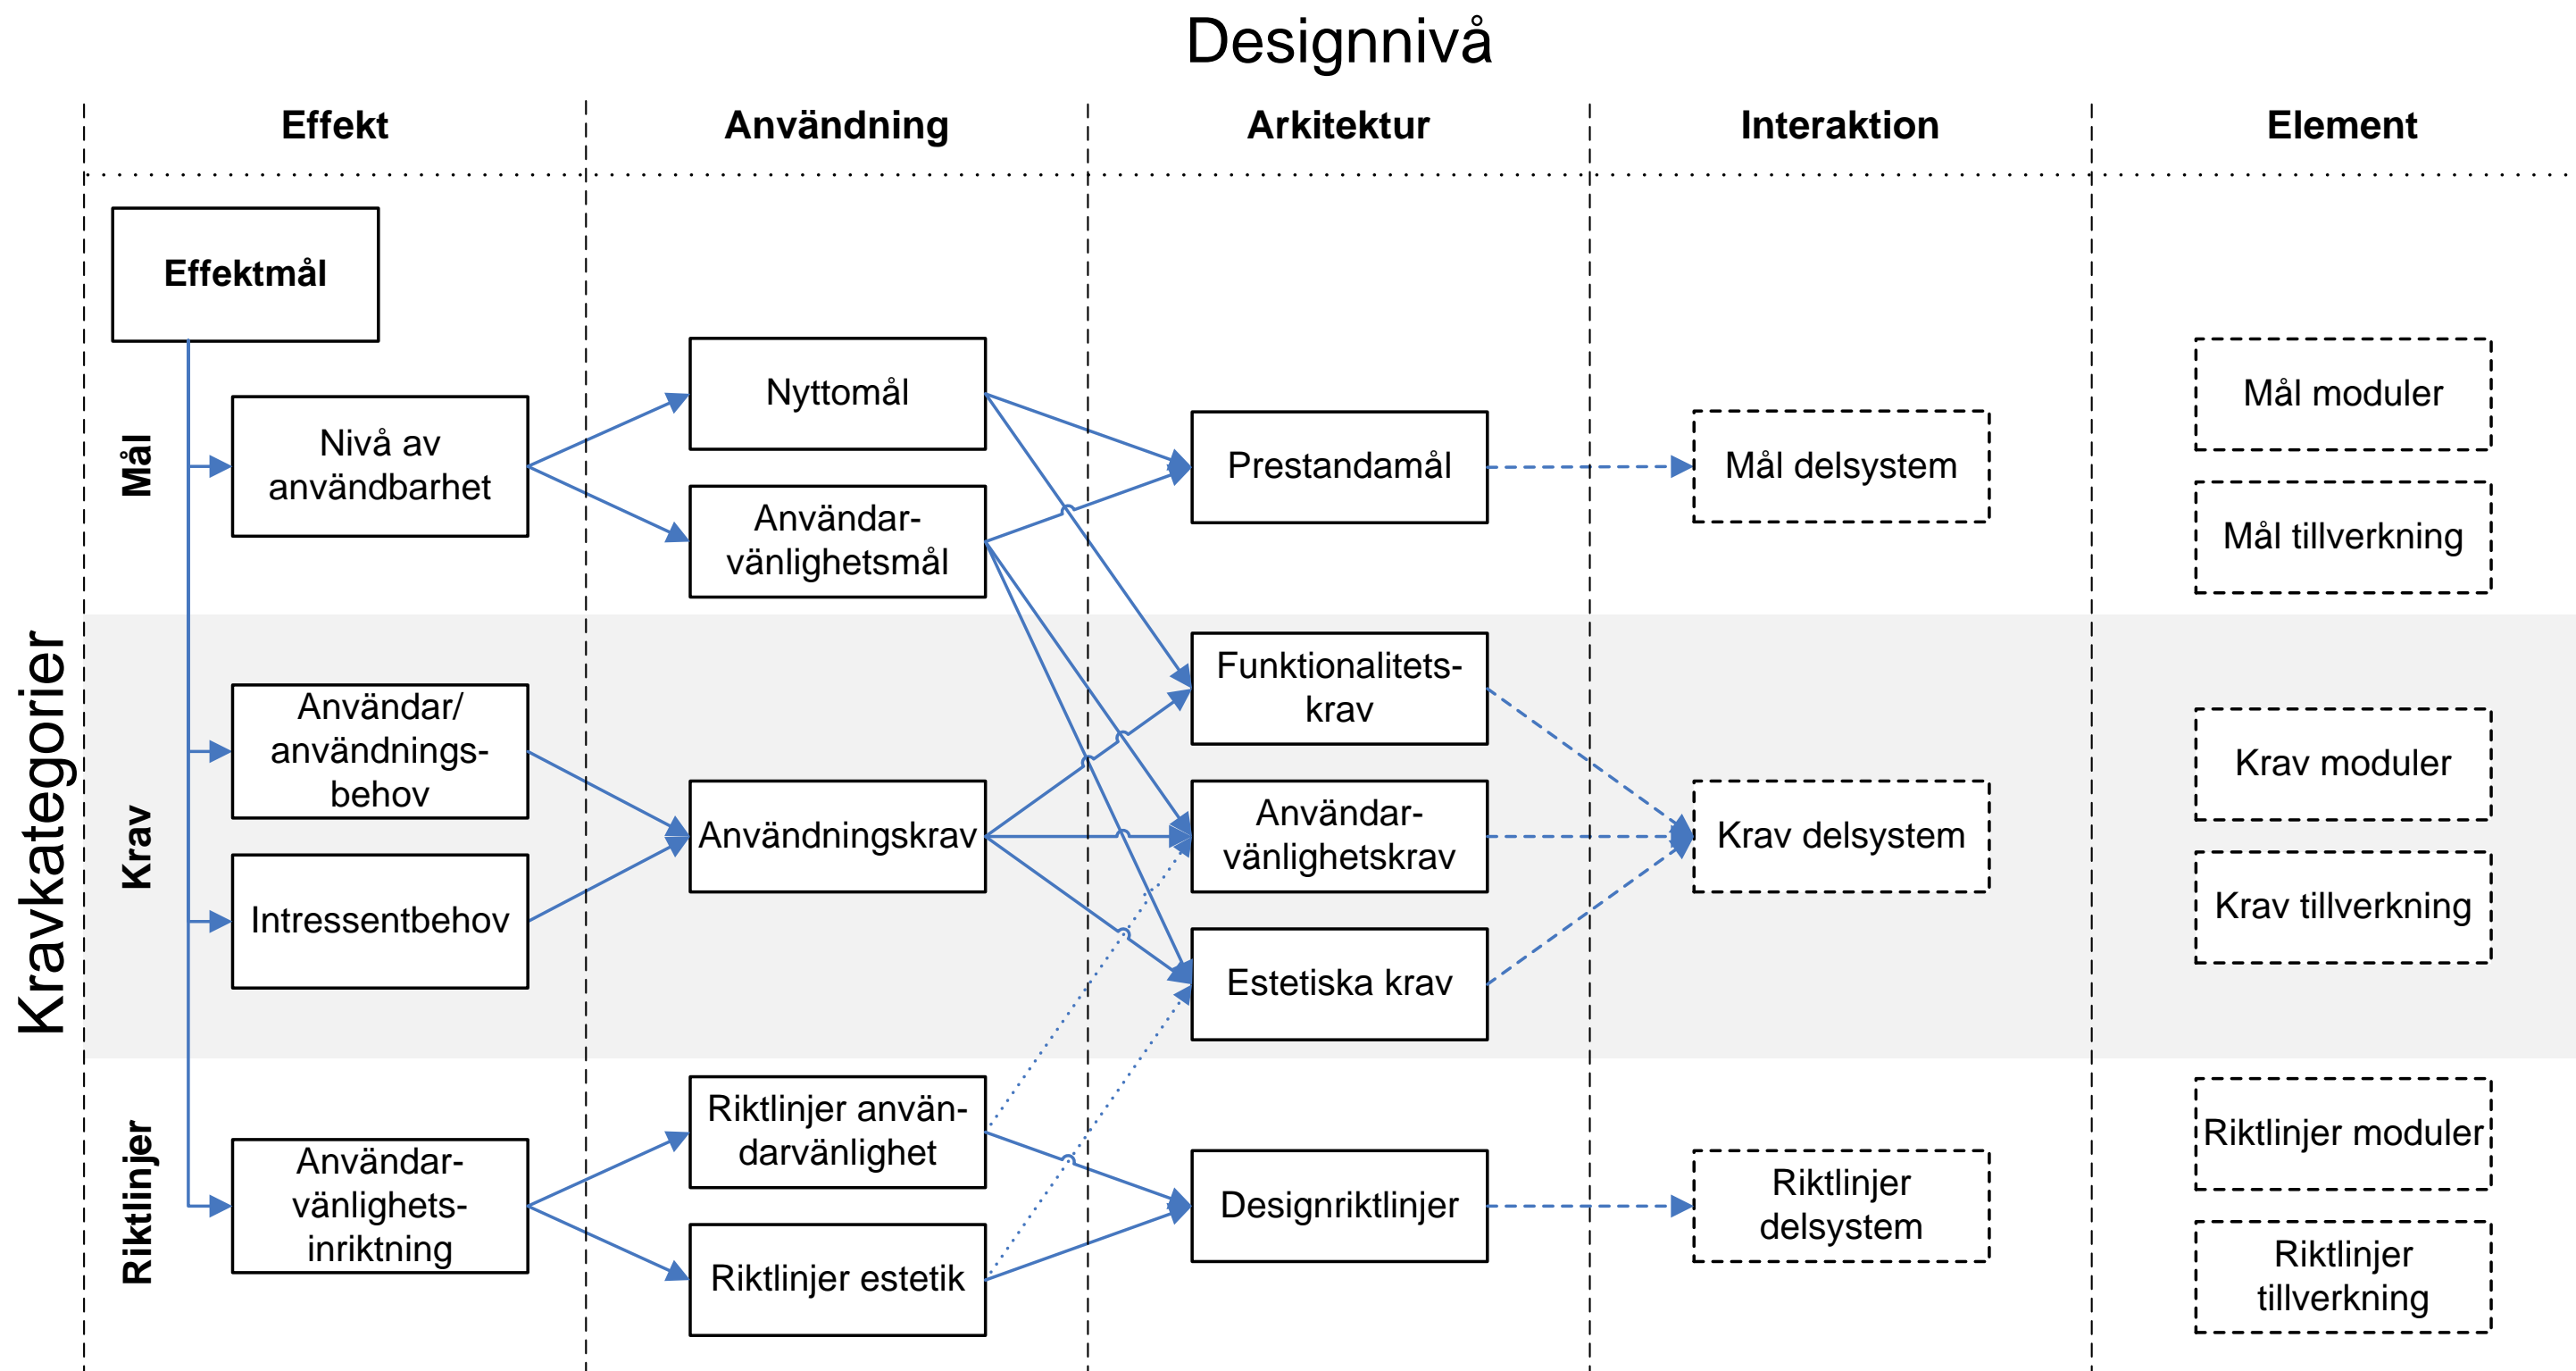 Designnivå
Effekt
Användning
Arkitektur
Interaktion
Element
Kravkategorier
Mål
Effektmål
Nivå av
användbarhet
Nyttomål
Användar-
vänlighetsmål
Prestandamål
Mål delsystem
Mål moduler
Mål tillverkning
Krav
Användar/
användnings-
behov
Intressentbehov
Användningskrav
Funktionalitets-
krav
Användar-
vänlighetskrav
Estetiska krav
Krav delsystem
Krav moduler
Krav tillverkning
Riktlinjer
Användar-
vänlighets-
inriktning
Riktlinjer använ-
darvänlighet
Riktlinjer estetik
Designriktlinjer
Riktlinjer
delsystem
Riktlinjer moduler
Riktlinjer
tillverkning